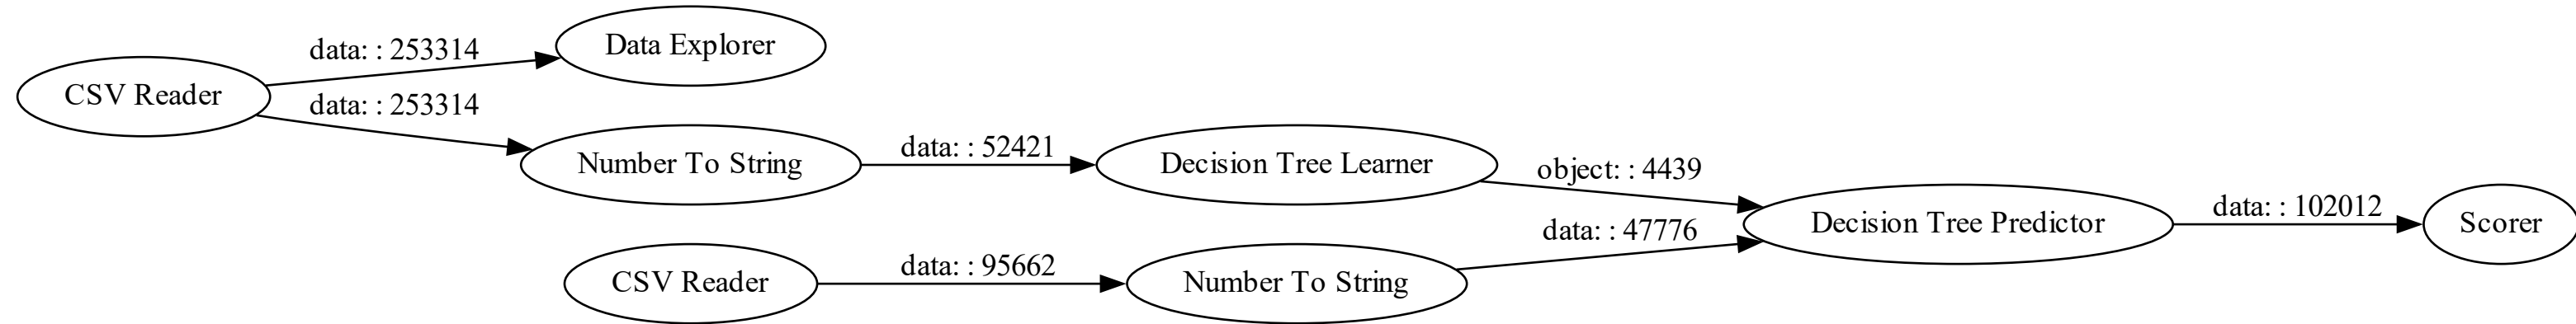 CSV Reader
data: : 253314
Data Explorer
data: : 253314
Number To String
data: : 52421
Decision Tree Learner
object: : 4439
CSV Reader
data: : 95662
Number To String
data: : 47776
Decision Tree Predictor
data: : 102012
Scorer